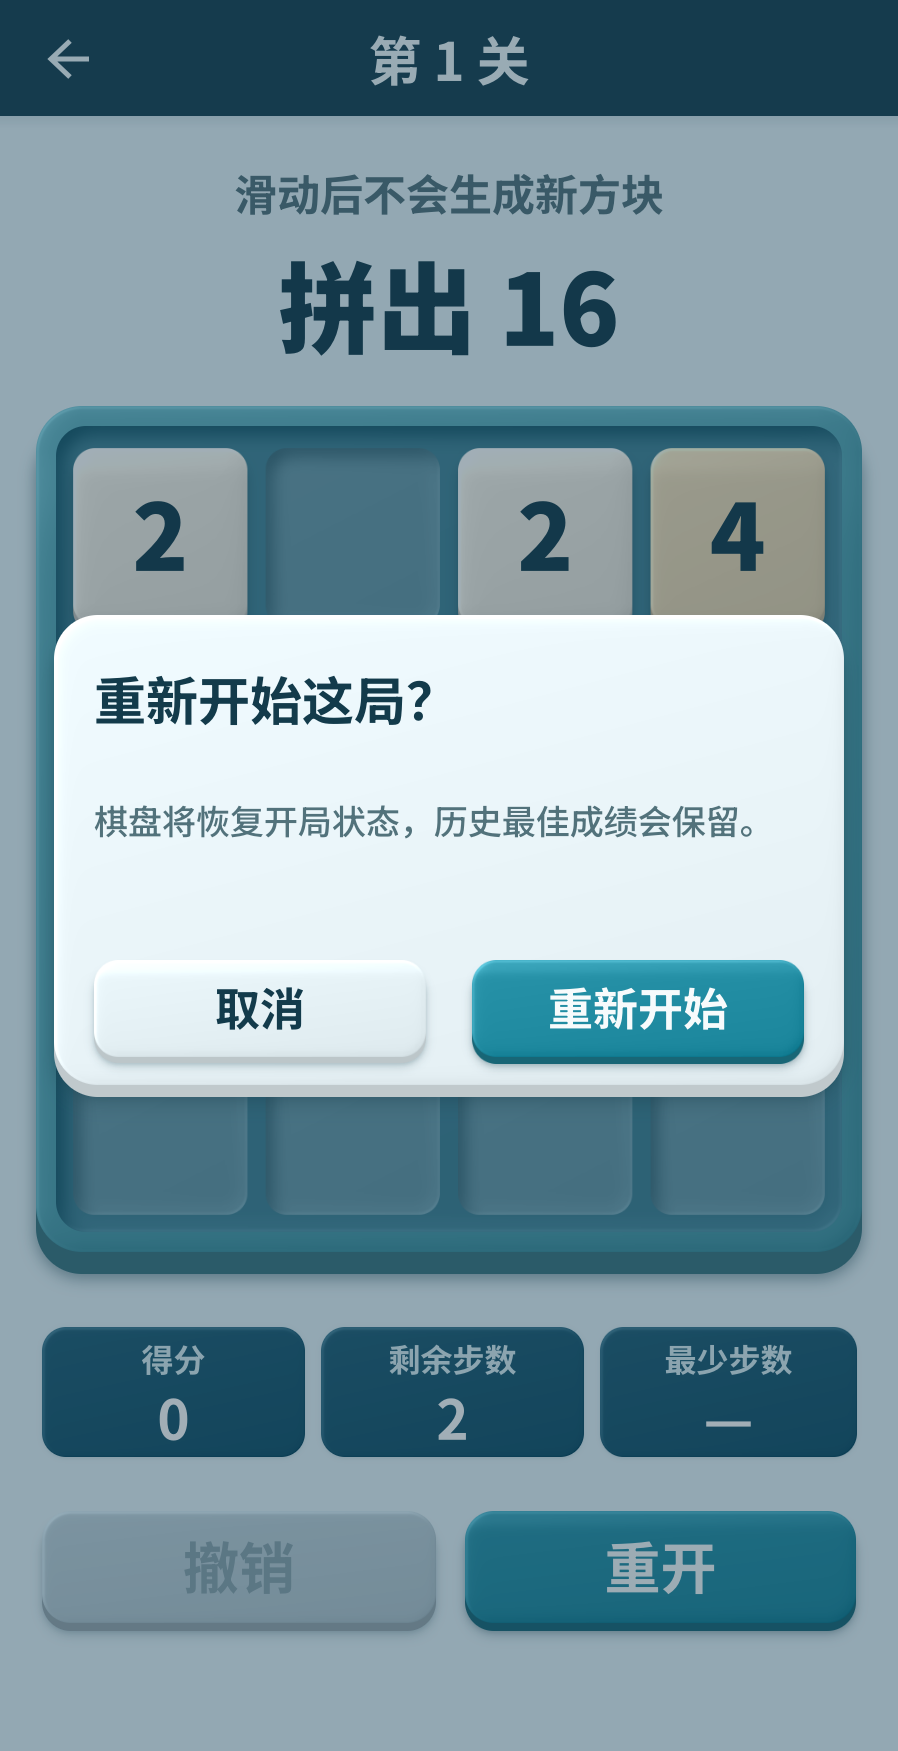 第 1 关
滑动后不会生成新方块
拼出 16
2 2 4
重新开始这局？
棋盘将恢复开局状态，历史最佳成绩会保留。
取消 重新开始
得分 剩余步数 最少步数
0 2 —
撤销 重开